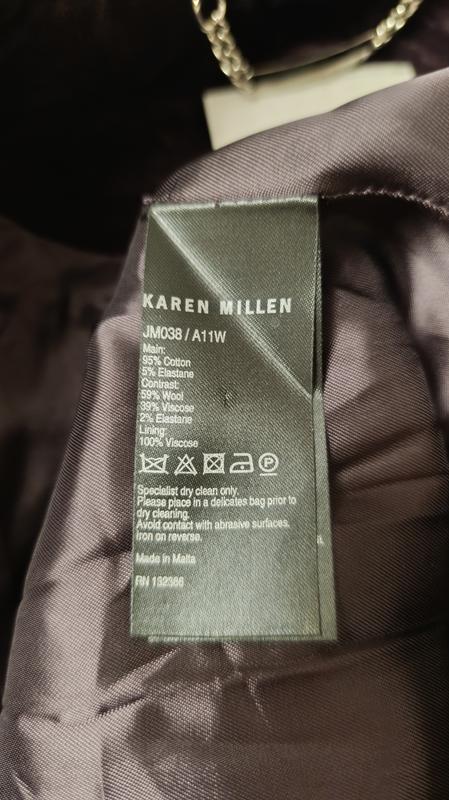 KAREN MILLEN
JM038 / A11W
Main:
95% Cotton
5% Elastane
Contrast:
59% Wool
39% Viscose
2% Elastane
Lining:
100% Viscose
P
Specialist dry clean only.
Please place in a delicates bag prior to
dry cleaning.
Avoid contact with abrasive surfaces.
Iron on reverse.
Made in Malta
RN 132366